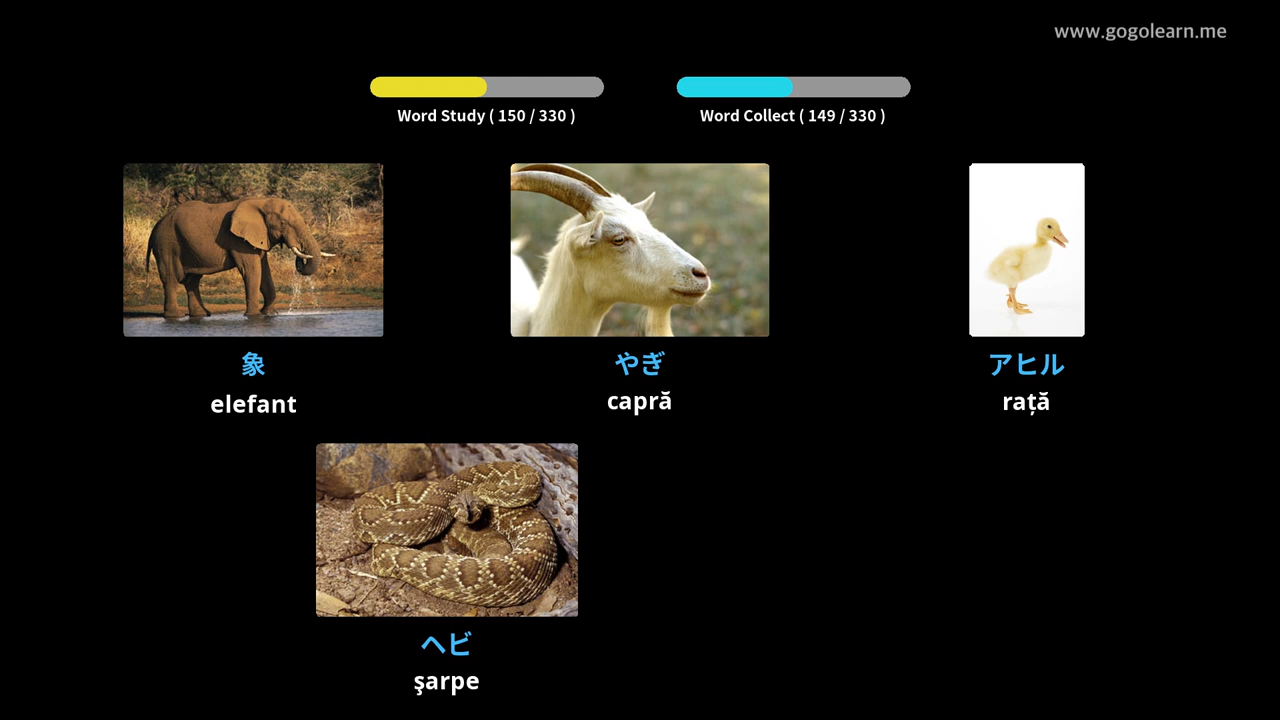 www.gogolearn.me
Word Study ( 150 / 330 )
Word Collect ( 149 / 330 )
象
elefant
やぎ
capră
アヒル
rață
ヘビ
şarpe